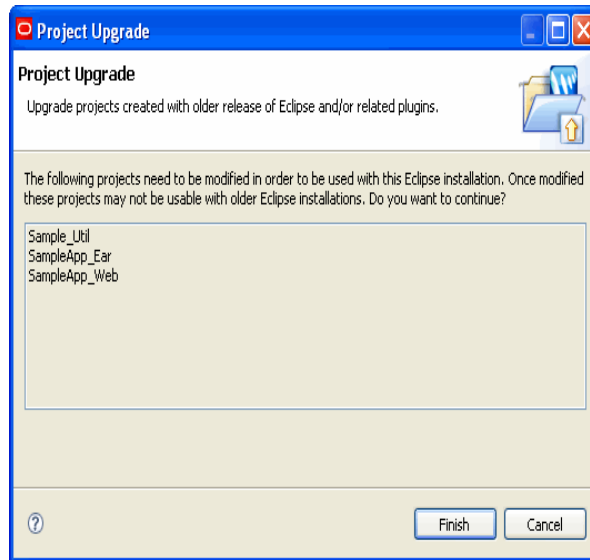 Project Upgrade
Project Upgrade
Upgrade projects created with older release of Eclipse and/or related plugins.
The following projects need to be modified in order to be used with this Eclipse installation. Once modified
these projects may not be usable with older Eclipse installations. Do you want to continue?
Sample_Util
SampleApp_Ear
SampleApp_Web
Finish
Cancel